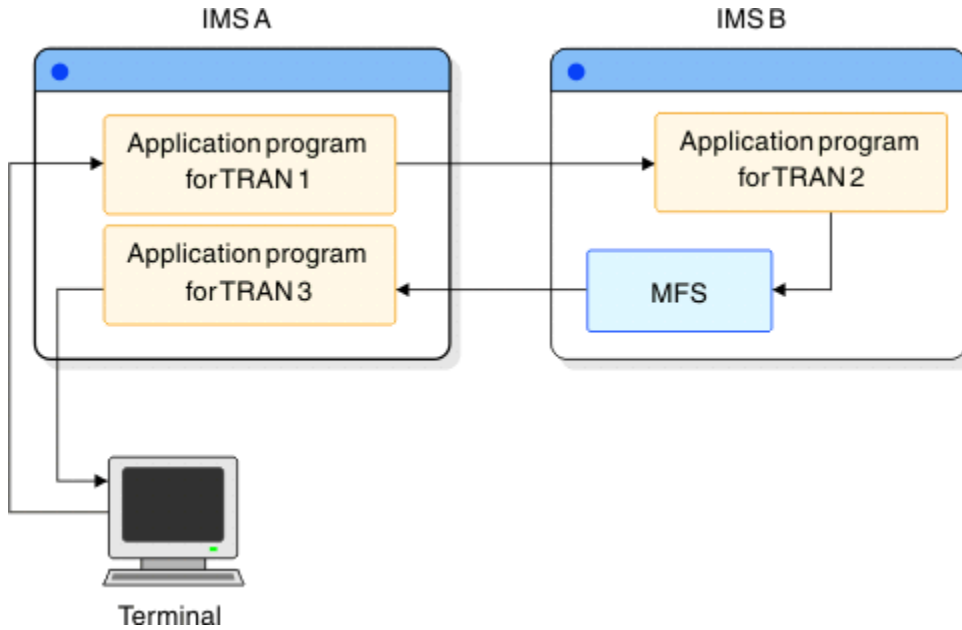 IMS A
IMS B
Application program
for TRAN 1
Application program
for TRAN 2
Application program
for TRAN 3
MFS
Terminal